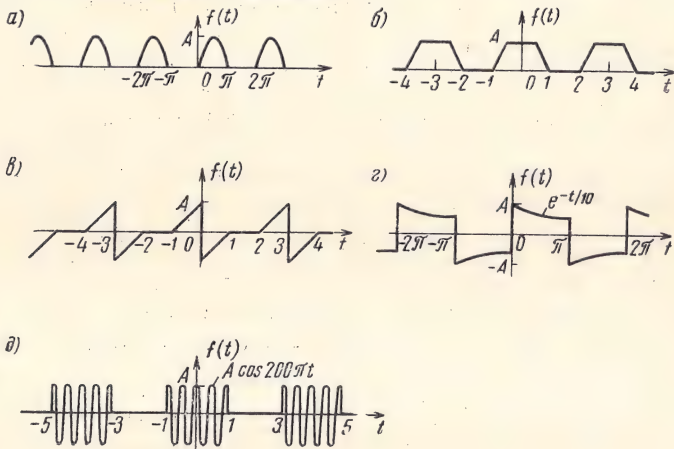 а)
f(t)
A
-2π -π 0 π 2π t
б)
f(t)
A
-4 -3 -2 -1 0 1 2 3 4 t
в)
f(t)
A
-4 -3 -2 -1 0 1 2 3 4 t
г)
f(t)
A
e^{-t/10}
-2π -π 0 π 2π t
-A
д)
f(t)
A
A cos 200πt
-5 -3 -1 1 3 5 t